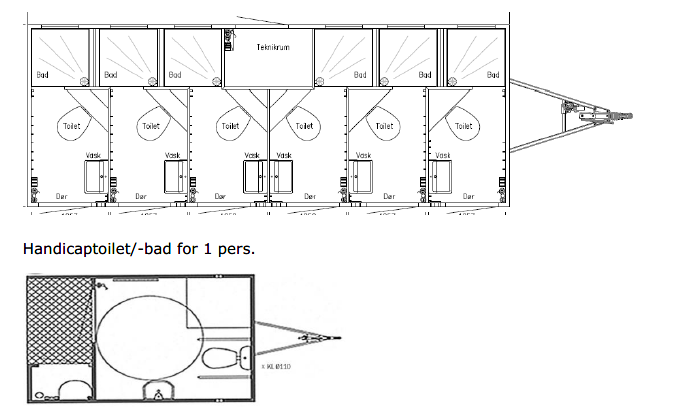 Teknikrum
Bad Bad Bad Bad Bad Bad
Toilet Toilet Toilet Toilet Toilet Toilet
Vask Vask Vask Vask Vask Vask
Dør Dør Dør Dør Dør Dør
Handicaptoilet/-bad for 1 pers.
x KLØ110